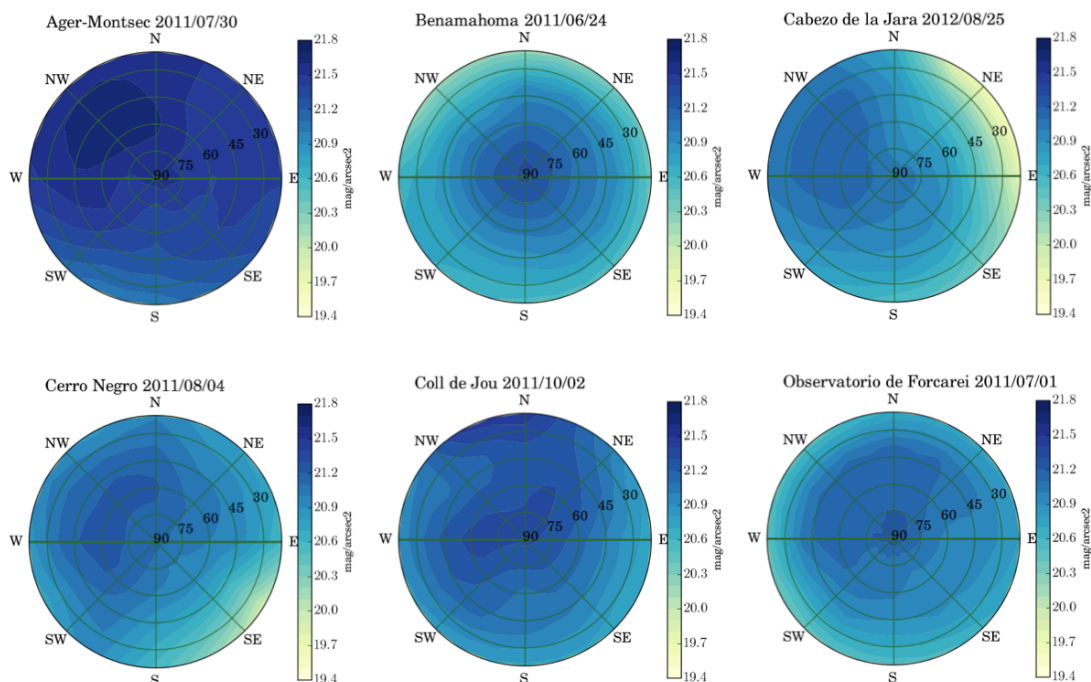 Ager-Montsec 2011/07/30
N
NW
NE
W
E
SW
SE
S
90
75
60
45
30
21.8
21.5
21.2
20.9
20.6
20.3
20.0
19.7
19.4
mag/arcsec2
Benamahoma 2011/06/24
N
NW
NE
W
E
SW
SE
S
90
75
60
45
30
21.8
21.5
21.2
20.9
20.6
20.3
20.0
19.7
19.4
mag/arcsec2
Cabezo de la Jara 2012/08/25
N
NW
NE
W
E
SW
SE
S
90
75
60
45
30
21.8
21.5
21.2
20.9
20.6
20.3
20.0
19.7
19.4
mag/arcsec2
Cerro Negro 2011/08/04
N
NW
NE
W
E
SW
SE
S
90
75
60
45
30
21.8
21.5
21.2
20.9
20.6
20.3
20.0
19.7
19.4
mag/arcsec2
Coll de Jou 2011/10/02
N
NW
NE
W
E
SW
SE
S
90
75
60
45
30
21.8
21.5
21.2
20.9
20.6
20.3
20.0
19.7
19.4
mag/arcsec2
Observatorio de Forcarei 2011/07/01
N
NW
NE
W
E
SW
SE
S
90
75
60
45
30
21.8
21.5
21.2
20.9
20.6
20.3
20.0
19.7
19.4
mag/arcsec2